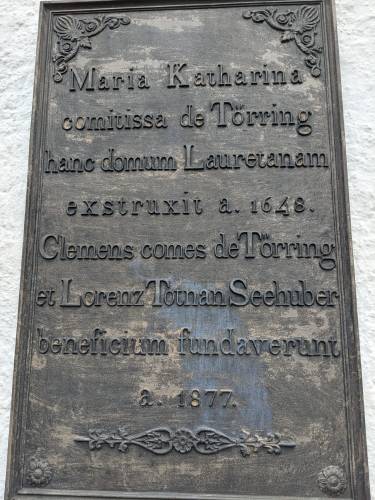 Maria Katharina
comitissa de Törring
hanc domum Lauretanam
exstruxit a. 1648.
Clemens comes de Törring
et Lorenz Totnan Seehuber
beneficium fundaverunt
a. 1877.